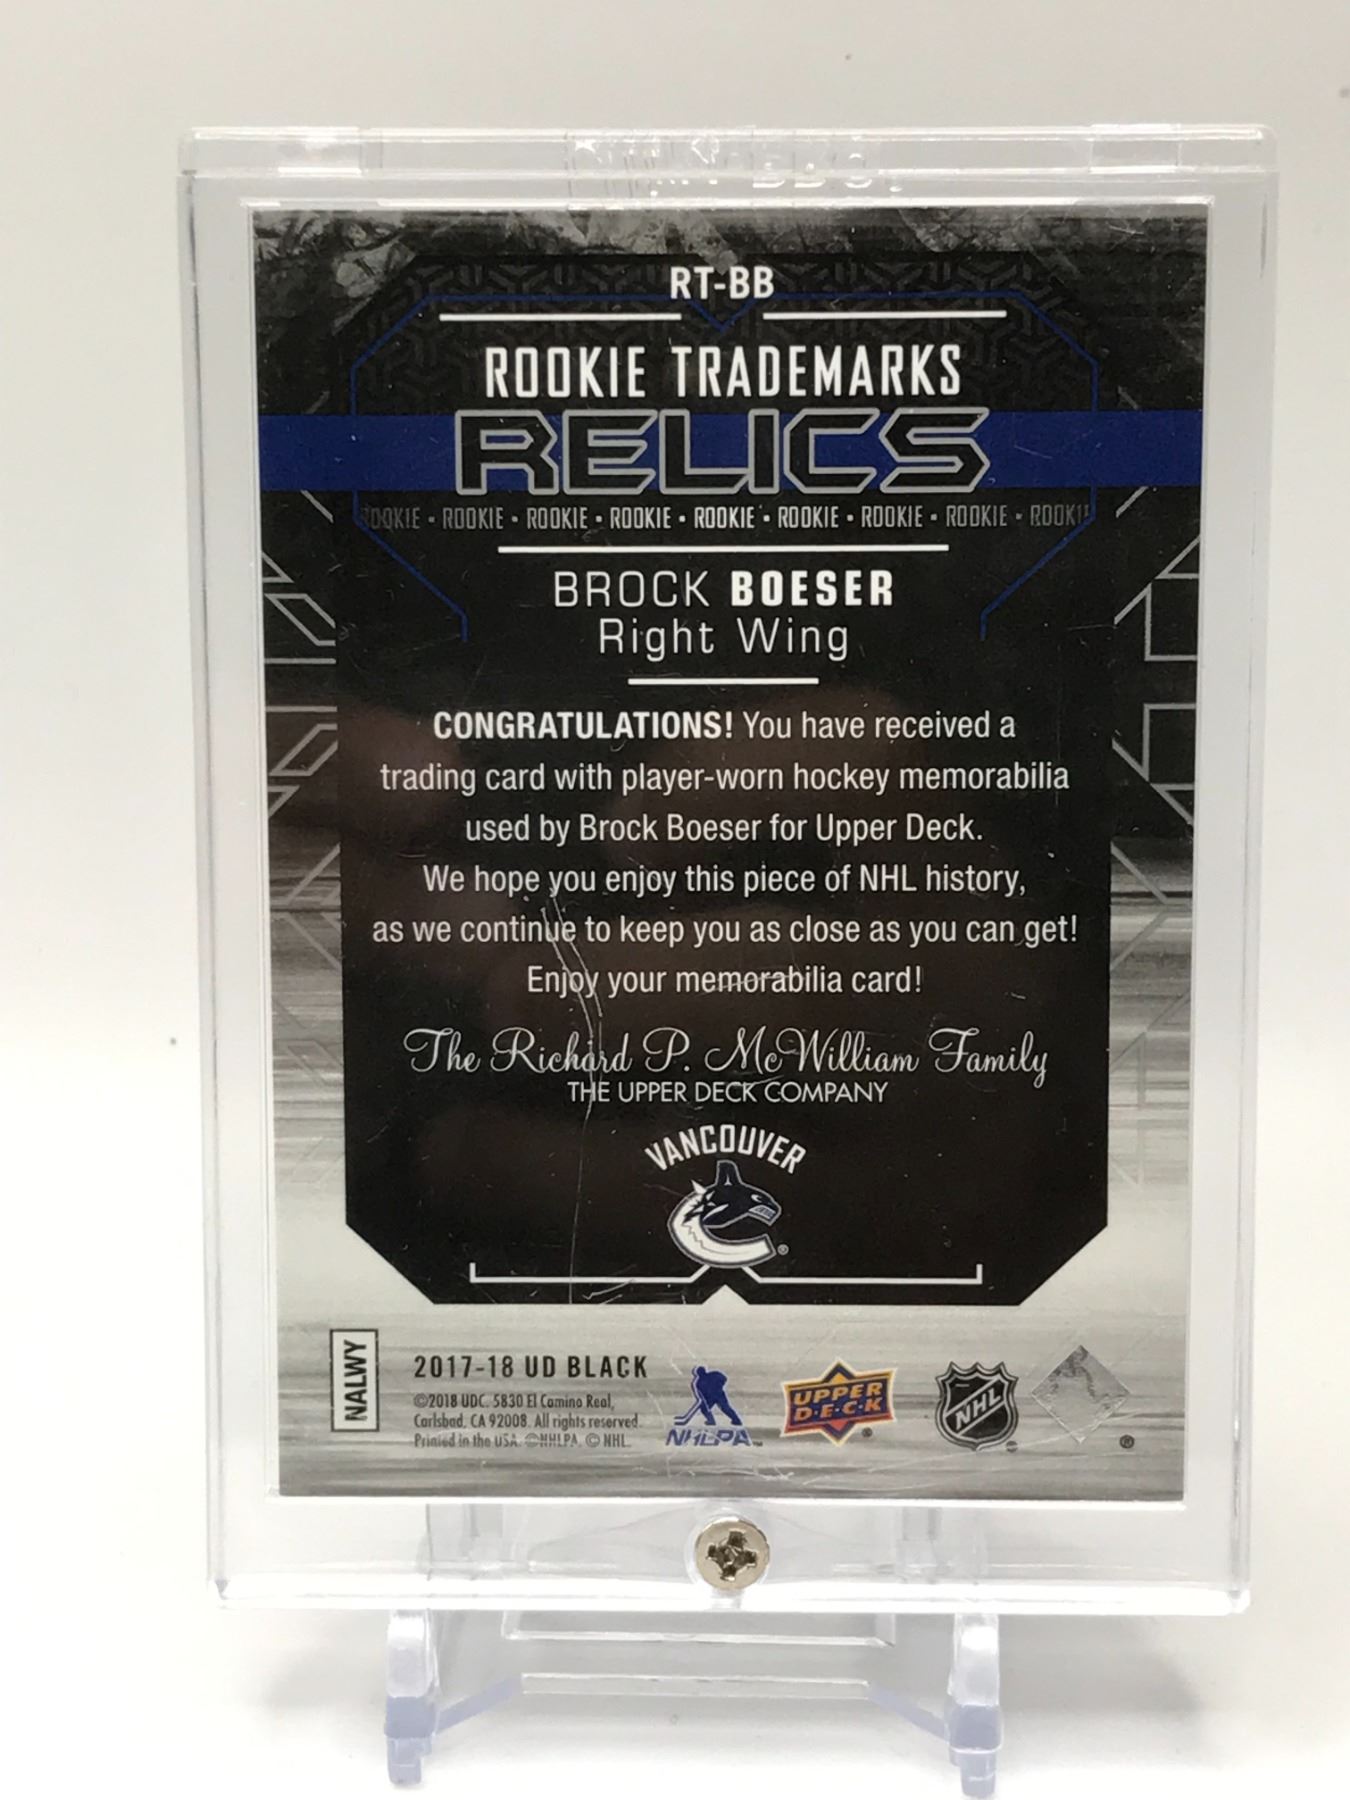 RT-BB
ROOKIE TRADEMARKS
RELICS
ROOKIE • ROOKIE • ROOKIE • ROOKIE • ROOKIE • ROOKIE • ROOKIE • ROOKIE • ROOKIE
BROCK BOESER
Right Wing
CONGRATULATIONS! You have received a
trading card with player-worn hockey memorabilia
used by Brock Boeser for Upper Deck.
We hope you enjoy this piece of NHL history,
as we continue to keep you as close as you can get!
Enjoy your memorabilia card!
The Richard P. McWilliam Family
THE UPPER DECK COMPANY
VANCOUVER
®
NALWY
2017-18 UD BLACK
©2018 UDC. 5830 El Camino Real,
Carlsbad, CA 92008. All rights reserved.
Printed in the USA. ©NHLPA. © NHL.
NHLPA™
UPPER
D·E·C·K®
NHL®
®